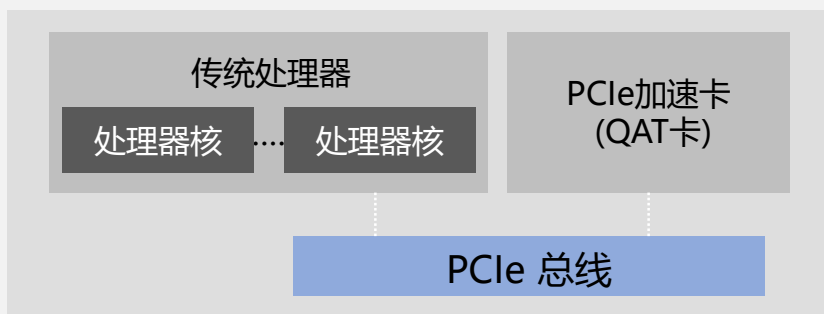 传统处理器
处理器核 .... 处理器核
PCIe加速卡
(QAT卡)
PCIe 总线